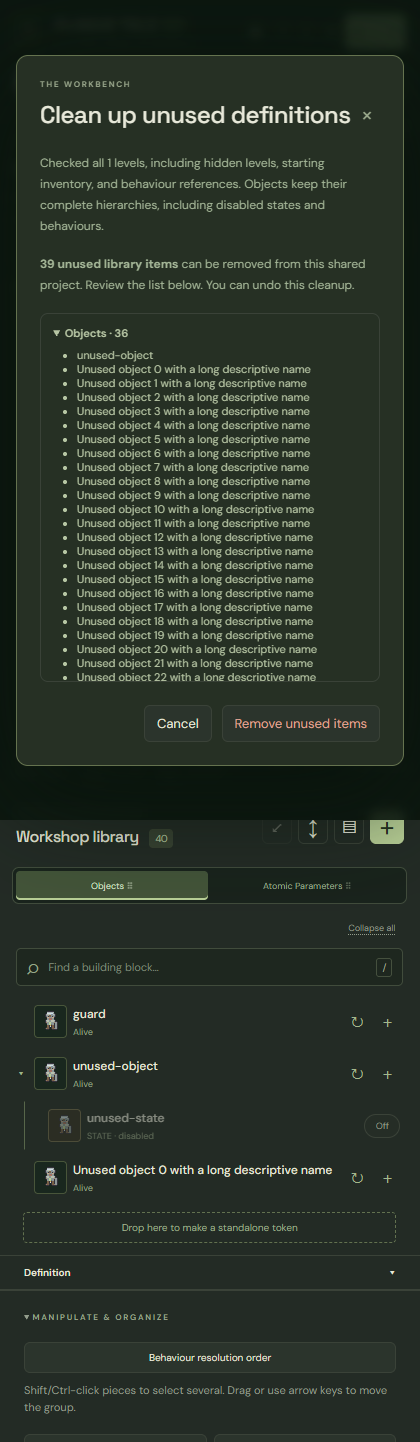 THE WORKBENCH
Clean up unused definitions ×
Checked all 1 levels, including hidden levels, starting
inventory, and behaviour references. Objects keep their
complete hierarchies, including disabled states and
behaviours.
39 unused library items can be removed from this shared
project. Review the list below. You can undo this cleanup.
▼ Objects · 36
• unused-object
• Unused object 0 with a long descriptive name
• Unused object 1 with a long descriptive name
• Unused object 2 with a long descriptive name
• Unused object 3 with a long descriptive name
• Unused object 4 with a long descriptive name
• Unused object 5 with a long descriptive name
• Unused object 6 with a long descriptive name
• Unused object 7 with a long descriptive name
• Unused object 8 with a long descriptive name
• Unused object 9 with a long descriptive name
• Unused object 10 with a long descriptive name
• Unused object 11 with a long descriptive name
• Unused object 12 with a long descriptive name
• Unused object 13 with a long descriptive name
• Unused object 14 with a long descriptive name
• Unused object 15 with a long descriptive name
• Unused object 16 with a long descriptive name
• Unused object 17 with a long descriptive name
• Unused object 18 with a long descriptive name
• Unused object 19 with a long descriptive name
• Unused object 20 with a long descriptive name
• Unused object 21 with a long descriptive name
• Unused object 22 with a long descriptive name
Cancel Remove unused items
Workshop library 40
Objects Atomic Parameters
Collapse all
Find a building block... /
guard
Alive
unused-object
Alive
unused-state
STATE · disabled
Off
Unused object 0 with a long descriptive name
Alive
Drop here to make a standalone token
Definition ▼
▼ MANIPULATE & ORGANIZE
Behaviour resolution order
Shift/Ctrl-click pieces to select several. Drag or use arrow keys to move
the group.